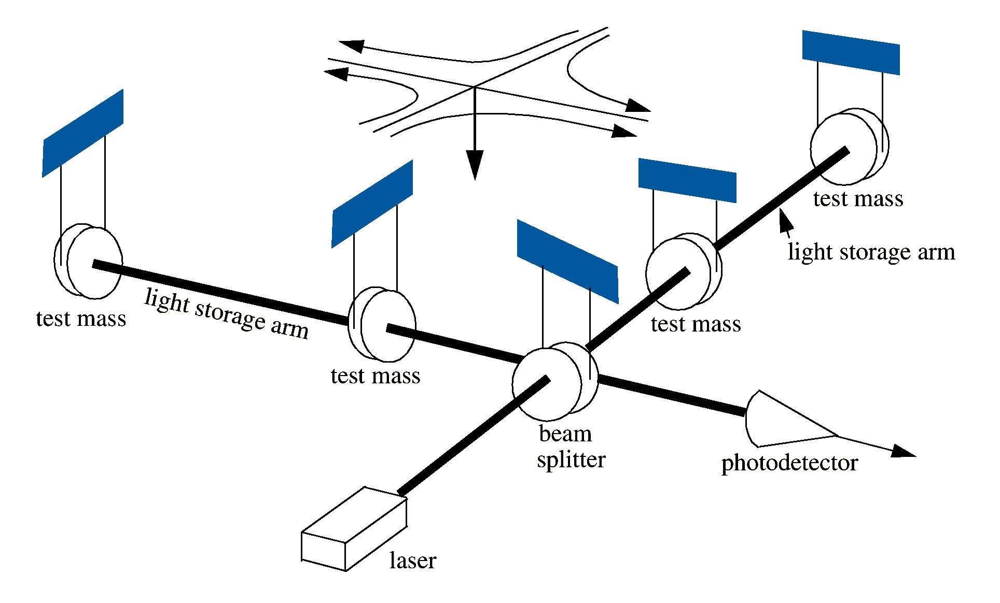 test mass
light storage arm
test mass
light storage arm
test mass
test mass
beam
splitter
photodetector
laser